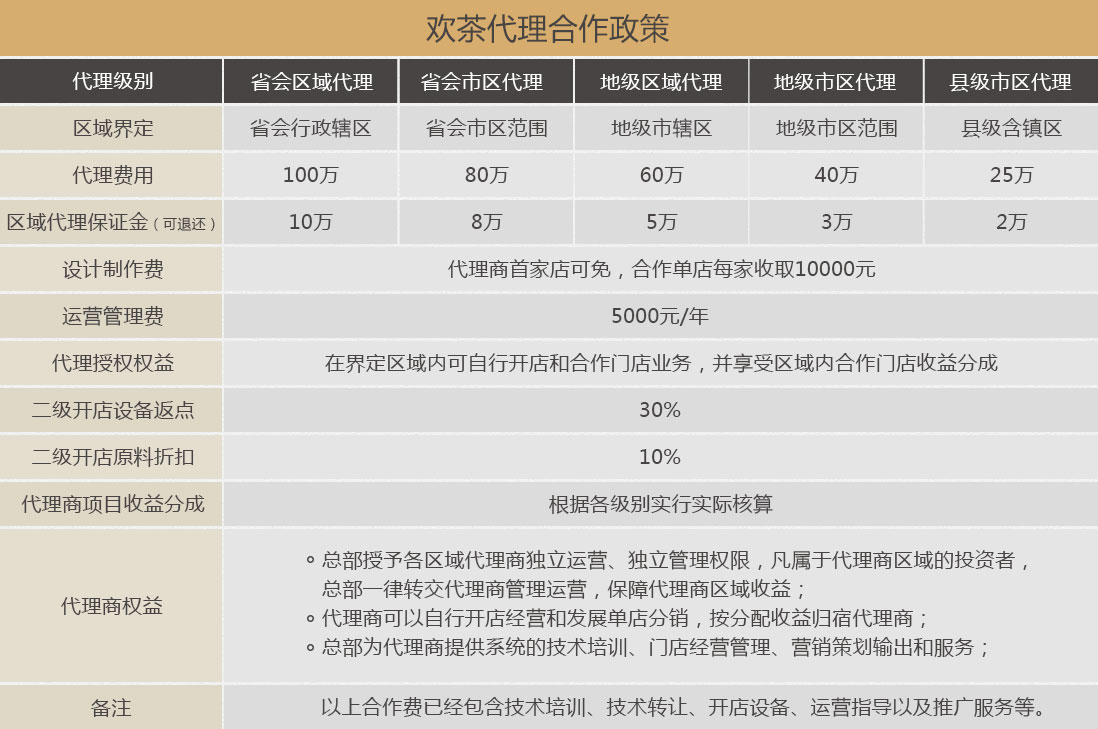 欢茶代理合作政策
代理级别 省会区域代理 省会市区代理 地级区域代理 地级市区代理 县级市区代理
区域界定 省会行政辖区 省会市区范围 地级市辖区 地级市区范围 县级含镇区
代理费用 100万 80万 60万 40万 25万
区域代理保证金（可退还） 10万 8万 5万 3万 2万
设计制作费 代理商首家店可免，合作单店每家收取10000元
运营管理费 5000元/年
代理授权权益 在界定区域内可自行开店和合作门店业务，并享受区域内合作门店收益分成
二级开店设备返点 30%
二级开店原料折扣 10%
代理商项目收益分成 根据各级别实行实际核算
代理商权益
总部授予各区域代理商独立运营、独立管理权限，凡属于代理商区域的投资者，
总部一律转交代理商管理运营，保障代理商区域收益；
代理商可以自行开店经营和发展单店分销，按分配收益归宿代理商；
总部为代理商提供系统的技术培训、门店经营管理、营销策划输出和服务；
备注 以上合作费已经包含技术培训、技术转让、开店设备、运营指导以及推广服务等。